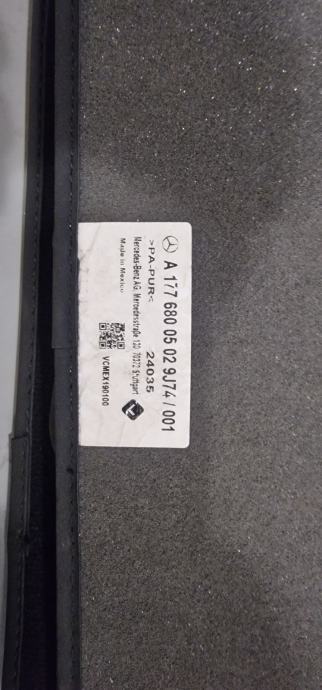 A 177 680 05 02 9J74 / 001
>PA-PUR<
24035
Mercedes-Benz AG, Mercedesstraße 120, 70372 Stuttgart
Made in Mexico
VCMEX190100